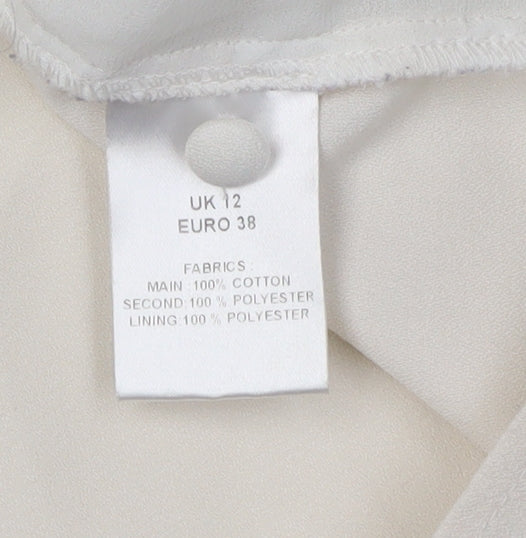 UK 12
EURO 38
FABRICS :
MAIN :100% COTTON
SECOND:100 % POLYESTER
LINING:100 % POLYESTER